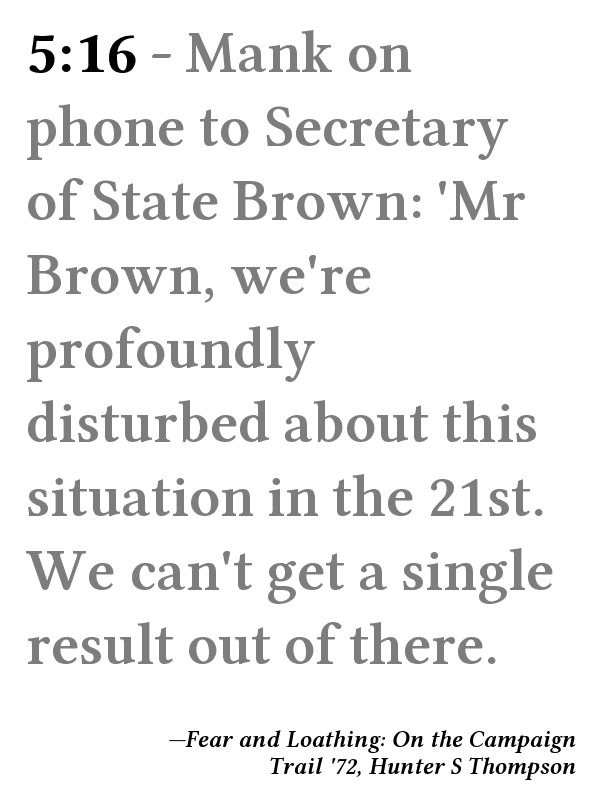 5:16 – Mank on
phone to Secretary
of State Brown: 'Mr
Brown, we're
profoundly
disturbed about this
situation in the 21st.
We can't get a single
result out of there.
—Fear and Loathing: On the Campaign
Trail '72, Hunter S Thompson